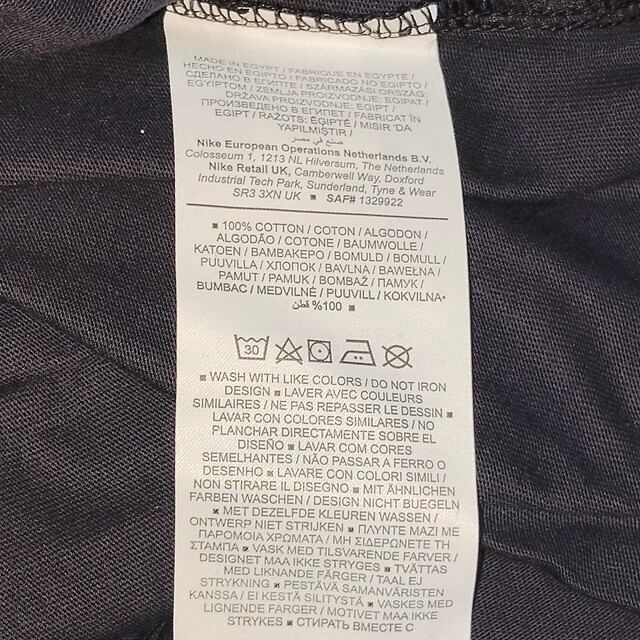 MADE IN EGYPT / FABRIQUE EN EGYPTE /
HECHO EN EGIPTO / FABRICADO NO EGIPTO /
СДЕЛАНО В ЕГИПТЕ / SZÁRMAZÁSI ORSZÁG:
EGYIPTOM / ZEMLJA PROIZVODNJE: EGIPAT /
DRŽAVA PROIZVODNJE: EGIPT /
ПРОИЗВЕДЕНО В ЕГИПЕТ / FABRICAT ÎN
EGIPT / RAŽOTS: ĒĢIPTĒ / MISIR 'DA
YAPILMIŞTIR /
صنع في مصر
Nike European Operations Netherlands B.V.
Colosseum 1, 1213 NL Hilversum, The Netherlands
Nike Retail UK, Camberwell Way, Doxford
Industrial Tech Park, Sunderland, Tyne & Wear
SR3 3XN UK ▪ SAF# 1329922
▪ 100% COTTON / COTON / ALGODON /
ALGODÃO / COTONE / BAUMWOLLE /
KATOEN / ΒΑΜΒΑΚΕΡΟ / BOMULD / BOMULL /
PUUVILLA / ХЛОПОК / BAVLNA / BAWEŁNA /
PAMUT / PAMUK / BOMBAŽ / ПАМУК /
BUMBAC / MEDVILNĖ / PUUVILL / KOKVILNA •
%100 قطن ▪
30
▪ WASH WITH LIKE COLORS / DO NOT IRON
DESIGN ▪ LAVER AVEC COULEURS
SIMILAIRES / NE PAS REPASSER LE DESSIN ▪
LAVAR CON COLORES SIMILARES / NO
PLANCHAR DIRECTAMENTE SOBRE EL
DISEÑO ▪ LAVAR COM CORES
SEMELHANTES / NÃO PASSAR A FERRO O
DESENHO ▪ LAVARE CON COLORI SIMILI /
NON STIRARE IL DISEGNO ▪ MIT ÄHNLICHEN
FARBEN WASCHEN / DESIGN NICHT BUEGELN
▪ MET DEZELFDE KLEUREN WASSEN /
ONTWERP NIET STRIJKEN ▪ ΠΛΥΝΤΕ ΜΑΖΙ ΜΕ
ΠΑΡΟΜΟΙΑ ΧΡΩΜΑΤΑ / ΜΗ ΣΙΔΕΡΩΝΕΤΕ ΤΗ
ΣΤΑΜΠΑ ▪ VASK MED TILSVARENDE FARVER /
DESIGNET MAA IKKE STRYGES ▪ TVÄTTAS
MED LIKNANDE FÄRGER / TAAL EJ
STRYKNING ▪ PESTÄVÄ SAMANVÄRISTEN
KANSSA / EI KESTÄ SILITYSTÄ ▪ VASKES MED
LIGNENDE FARGER / MOTIVET MAA IKKE
STRYKES ▪ СТИРАТЬ ВМЕСТЕ С